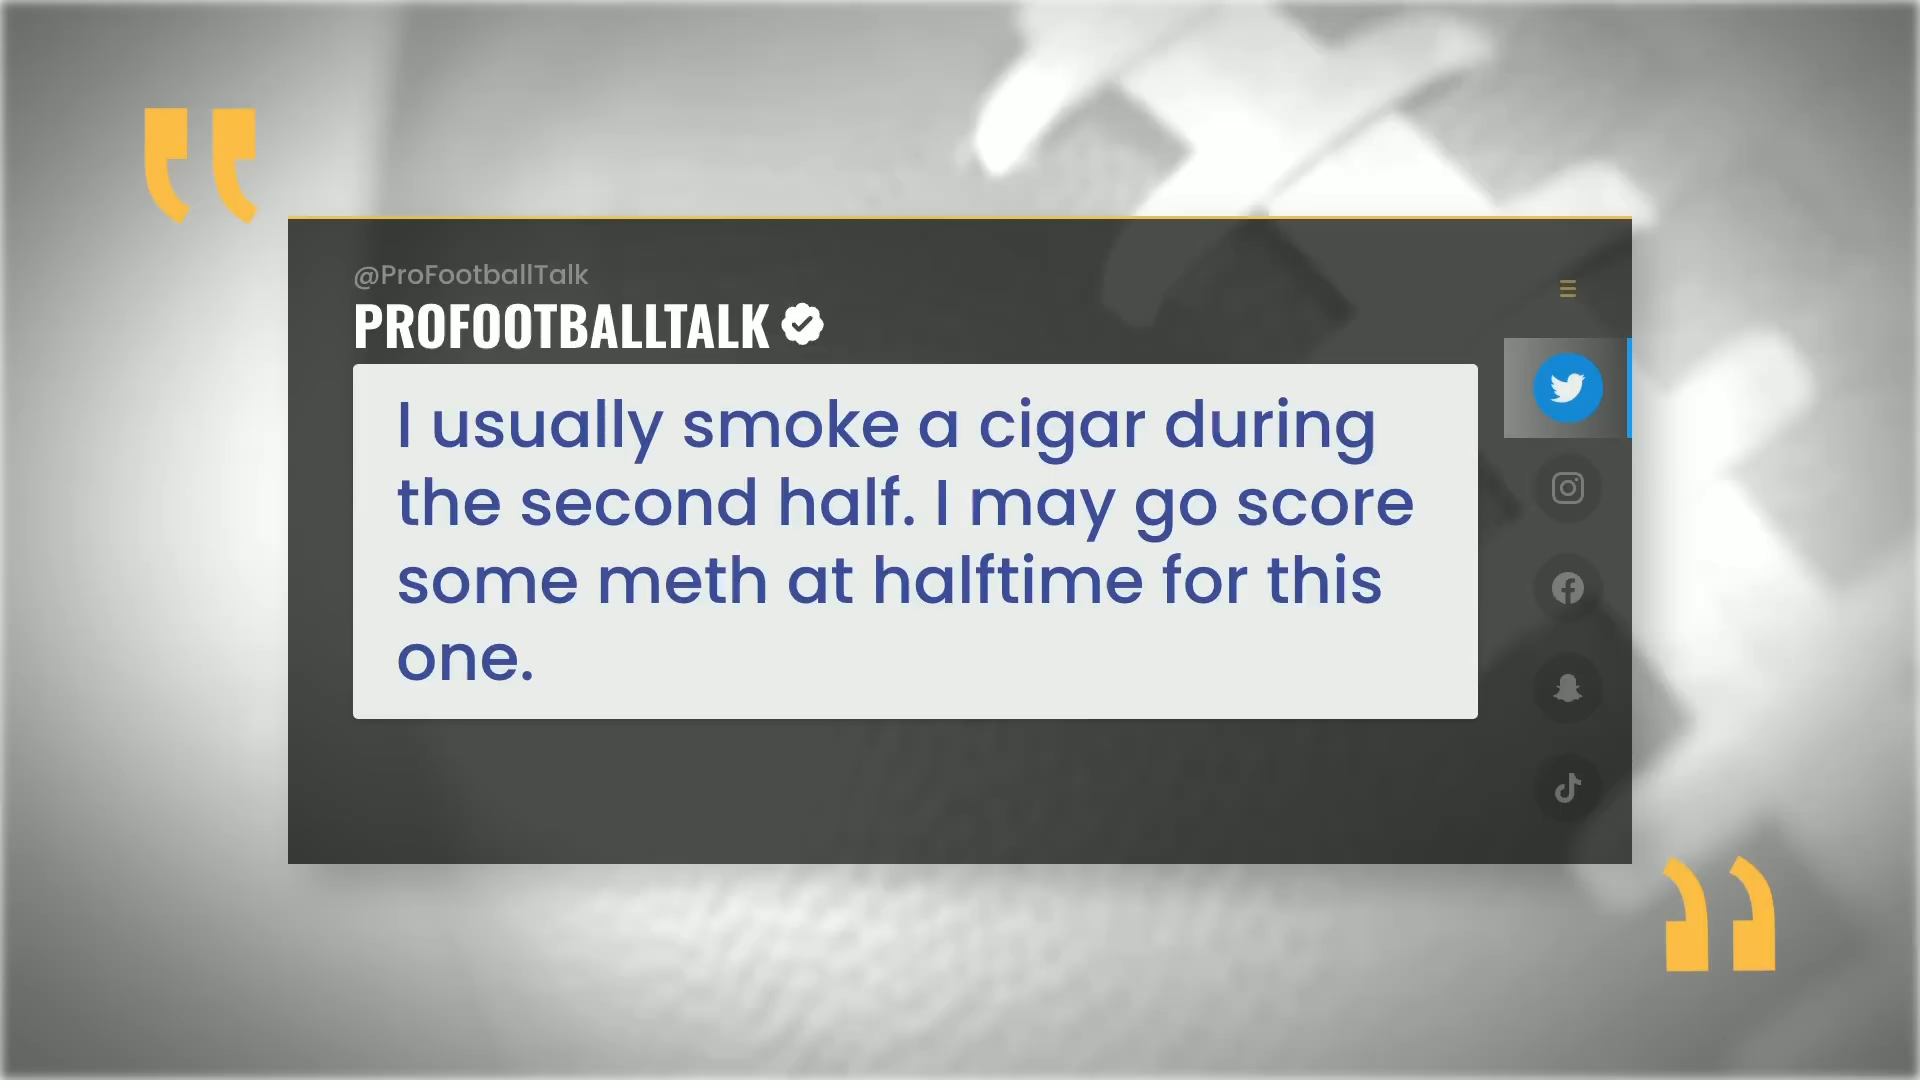 @ProFootballTalk
PROFOOTBALLTALK
I usually smoke a cigar during
the second half. I may go score
some meth at halftime for this
one.